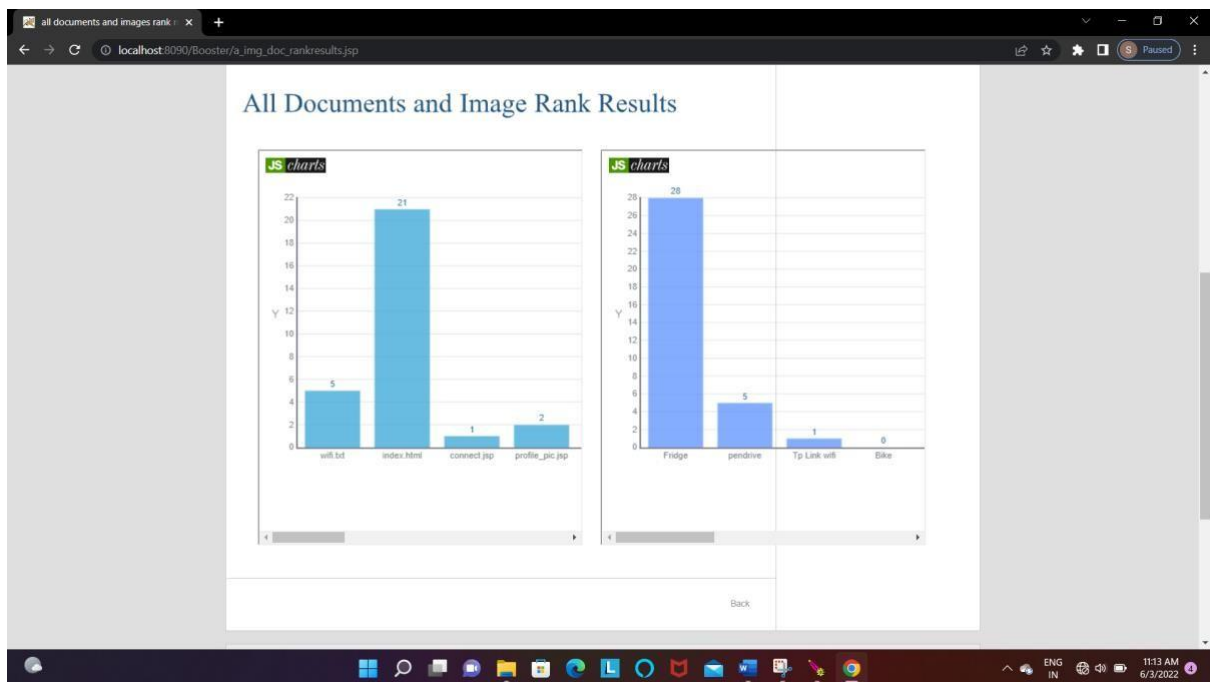 all documents and images rank r
localhost:8090/Booster/a_img_doc_rankresults.jsp
S Paused
All Documents and Image Rank Results
JS charts
22
20
18
16
14
12
10
8
6
4
2
0
Y
5
21
1
2
wifi.txt index.html connect.jsp profile_pic.jsp
JS charts
28
26
24
22
20
18
16
14
12
10
8
6
4
2
0
Y
28
5
1
0
Fridge pendrive Tp Link wifi Bike
Back
L
W
ENG
IN
11:13 AM
6/3/2022
4